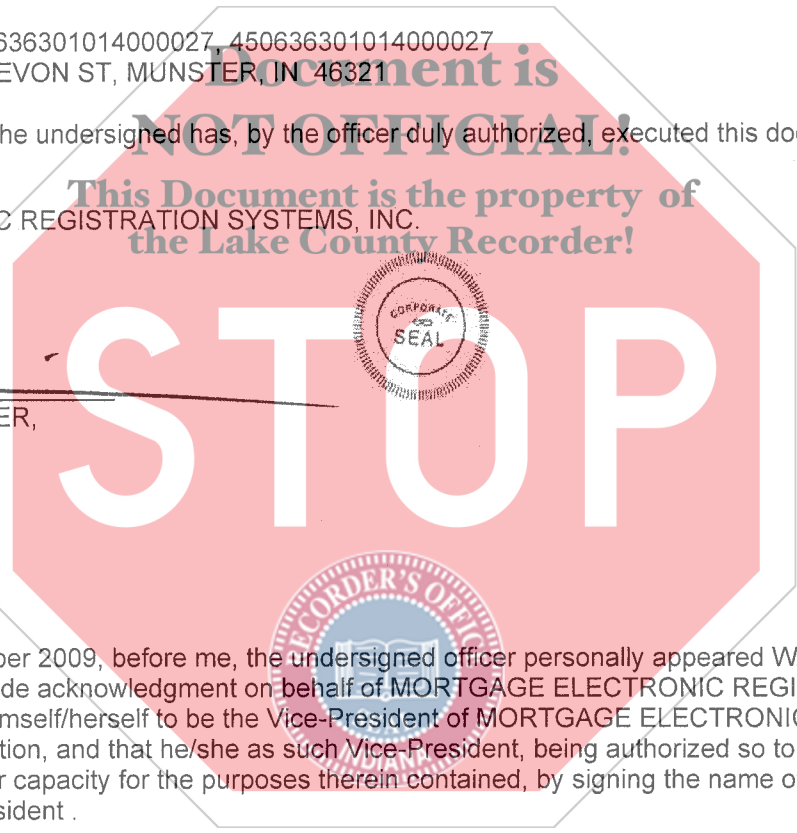 636301014000027, 450636301014000027
EVON ST, MUNSTER, IN 46321
Document is
he undersigned has, by the officer duly authorized, executed this do
NOT OFFICIAL!
This Document is the property of
C REGISTRATION SYSTEMS, INC.
the Lake County Recorder!
CORPORATE
SEAL
STOP
ER,
RECORDER'S OFFICE
ber 2009, before me, the undersigned officer personally appeared W
de acknowledgment on behalf of MORTGAGE ELECTRONIC REGI
mself/herself to be the Vice-President of MORTGAGE ELECTRONIC
tion, and that he/she as such Vice-President, being authorized so to
r capacity for the purposes therein contained, by signing the name o
sident .
INDIANA